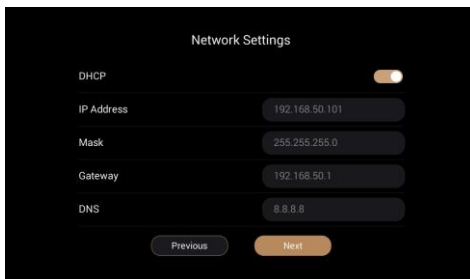 Network Settings
DHCP
IP Address 192.168.50.101
Mask 255.255.255.0
Gateway 192.168.50.1
DNS 8.8.8.8
Previous Next